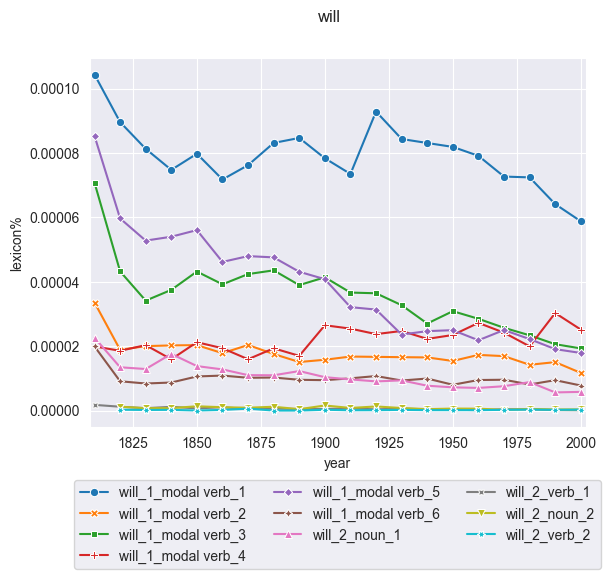 will
0.00010
0.00008
0.00006
0.00004
0.00002
0.00000
lexicon%
1825 1850 1875 1900 1925 1950 1975 2000
year
will_1_modal verb_1 will_1_modal verb_5 will_2_verb_1
will_1_modal verb_2 will_1_modal verb_6 will_2_noun_2
will_1_modal verb_3 will_2_noun_1 will_2_verb_2
will_1_modal verb_4